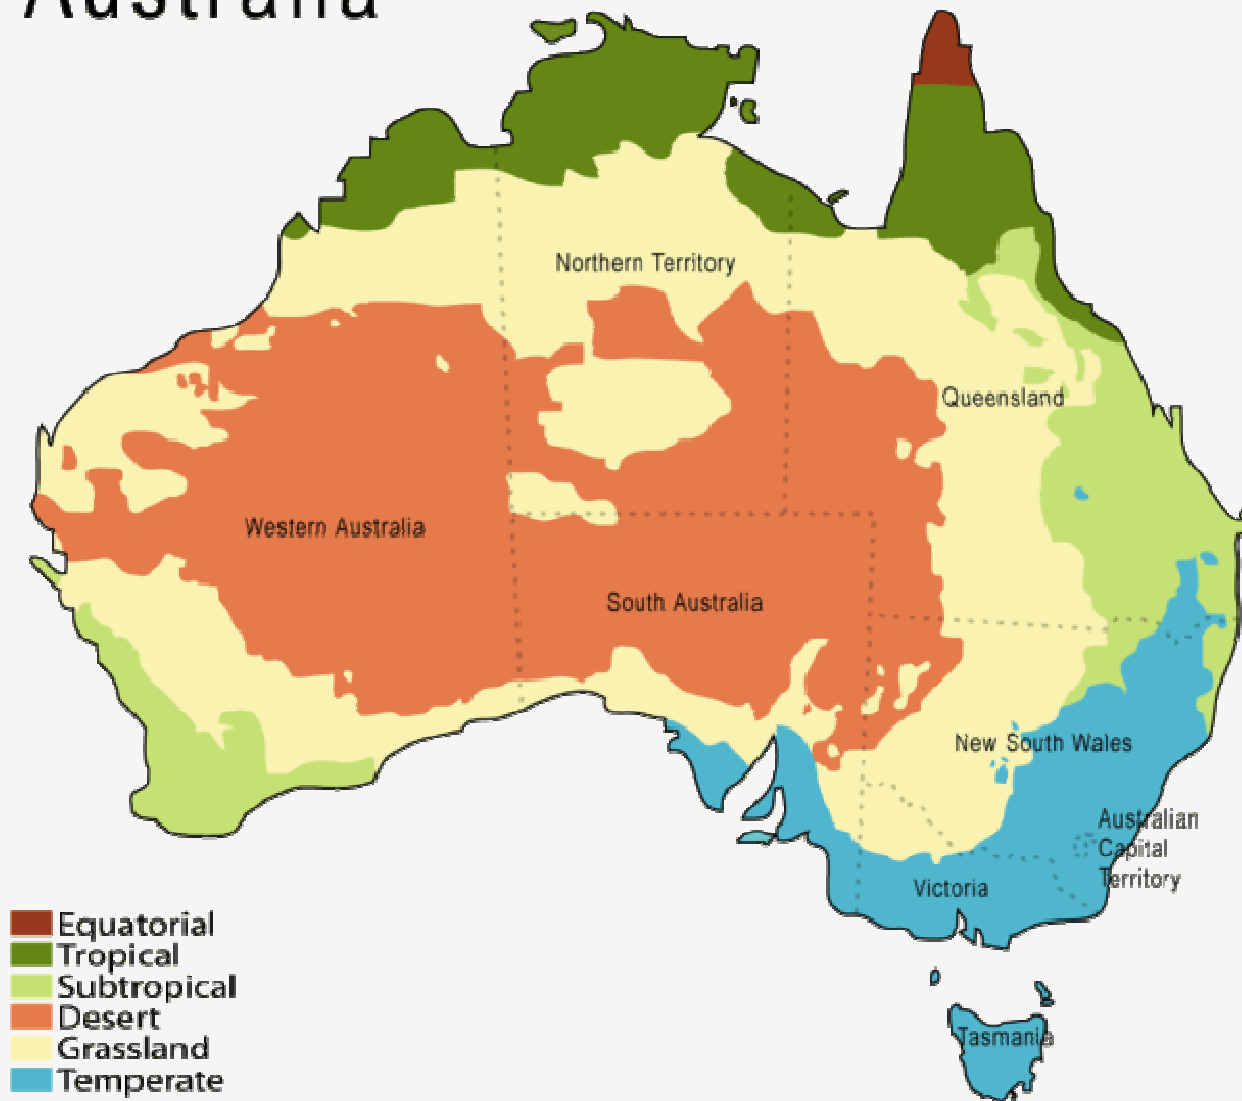 Australia
Northern Territory
Queensland
Western Australia
South Australia
New South Wales
Australian
Capital
Territory
Victoria
Tasmania
Equatorial
Tropical
Subtropical
Desert
Grassland
Temperate